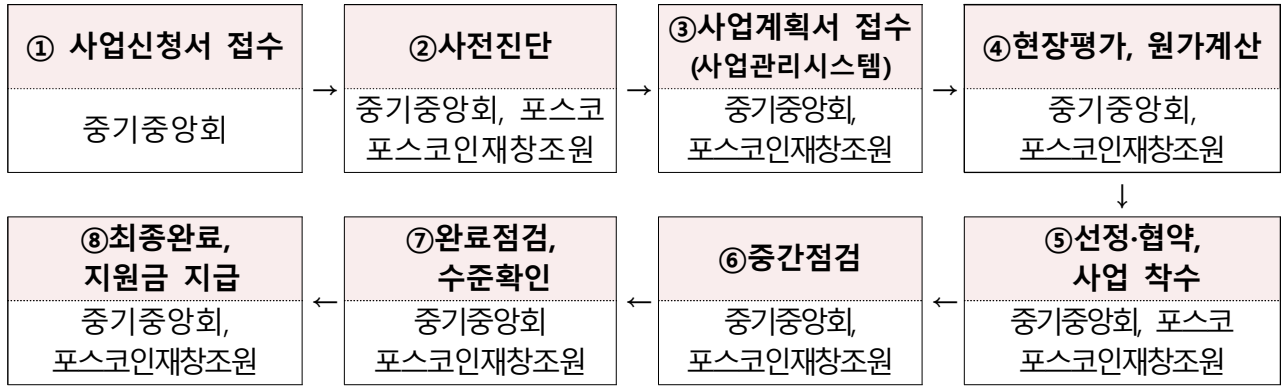 ① 사업신청서 접수
중기중앙회
→
②사전진단
중기중앙회, 포스코
포스코인재창조원
→
③사업계획서 접수
(사업관리시스템)
중기중앙회,
포스코인재창조원
→
④현장평가, 원가계산
중기중앙회,
포스코인재창조원
↓
⑤선정·협약,
사업 착수
중기중앙회, 포스코
포스코인재창조원
←
⑥중간점검
중기중앙회,
포스코인재창조원
←
⑦완료점검,
수준확인
중기중앙회
포스코인재창조원
←
⑧최종완료,
지원금 지급
중기중앙회,
포스코인재창조원